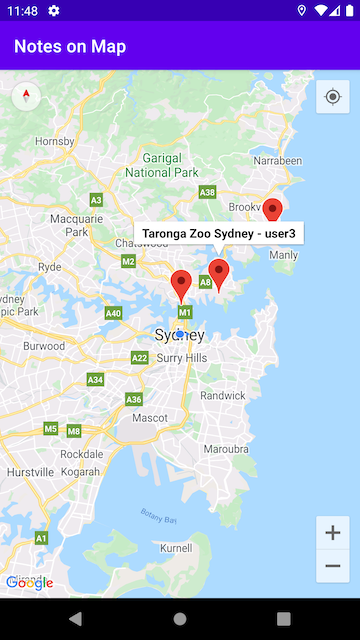 11:48
Notes on Map
Hornsby
Garigal
National Park
Narrabeen
A3
A38
Brookv
Macquarie
Park
Taronga Zoo Sydney - user3
Chatswood
M2
Manly
Ryde
A8
ydney
pic Park
A40
M1
Sydney
Burwood
A22
Surry Hills
A34
A36
Randwick
Mascot
M5
M8
Maroubra
Rockdale
Hurstville
Kogarah
Botany Bay
A1
Kurnell
Google